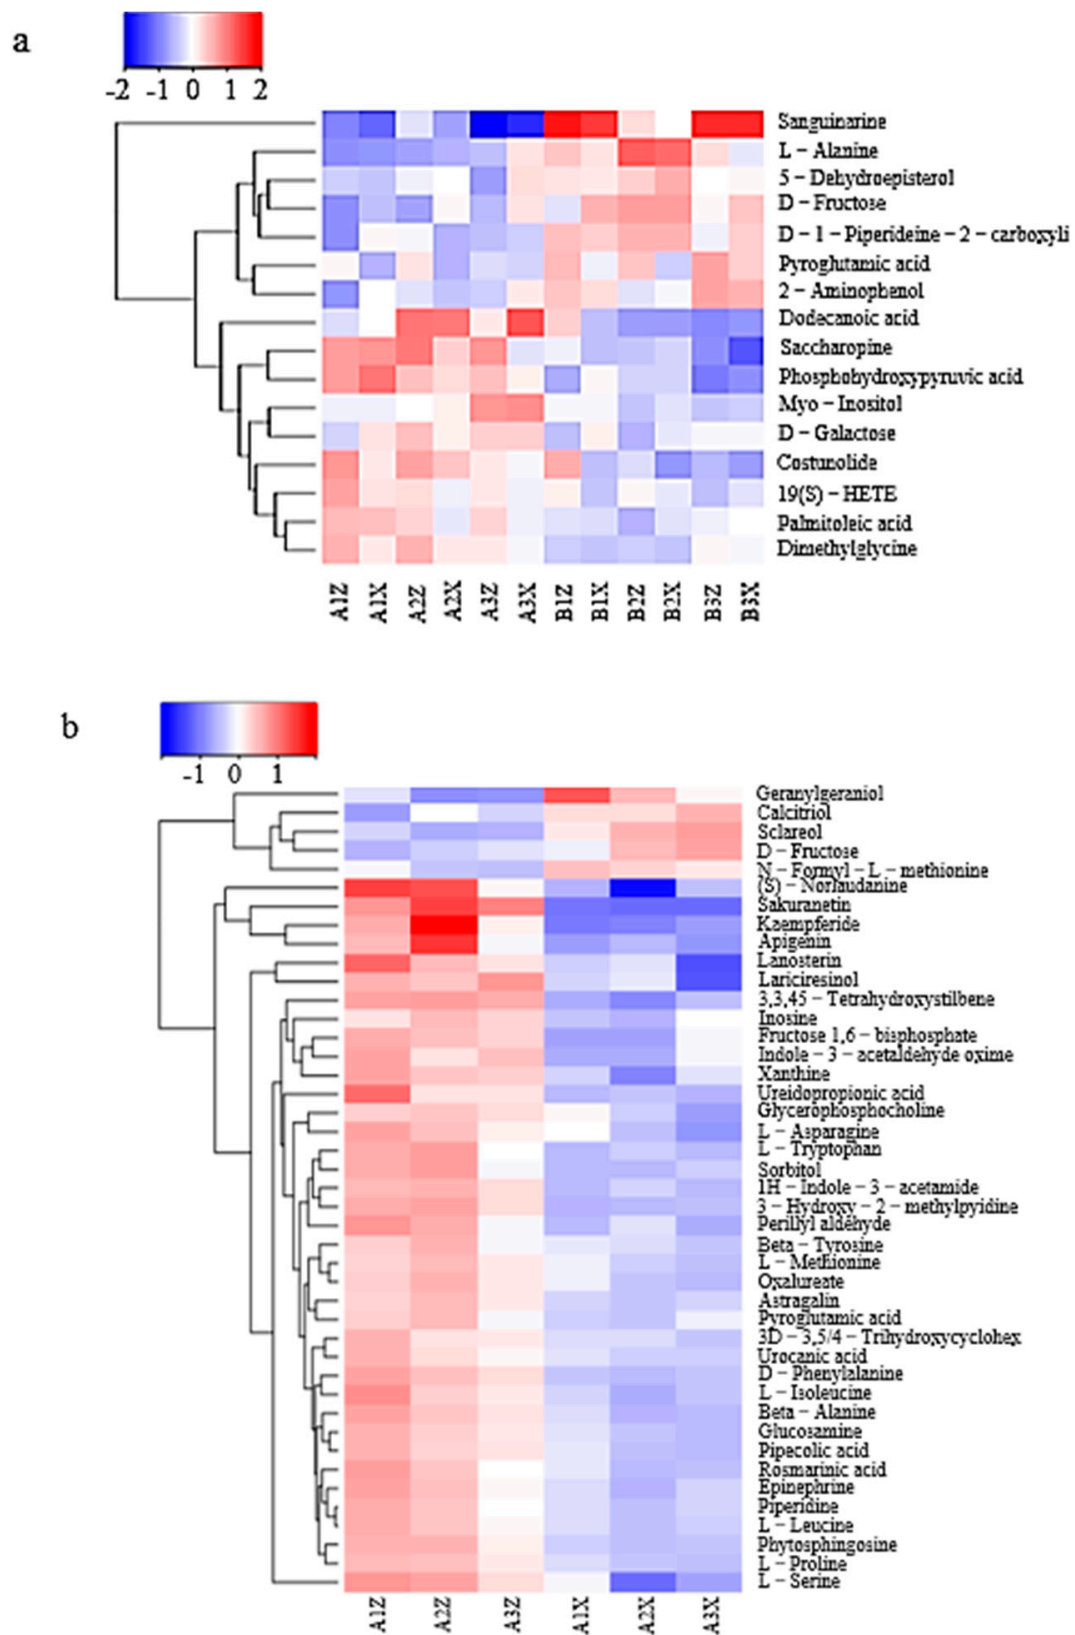 a
-2 -1 0 1 2
Sanguinarine
L – Alanine
5 – Dehydroepisterol
D – Fructose
D – 1 – Piperideine – 2 – carboxyli
Pyroglutamic acid
2 – Aminophenol
Dodecanoic acid
Saccharopine
Phosphohydroxypyruvic acid
Myo – Inositol
D – Galactose
Costunolide
19(S) – HETE
Palmitoleic acid
Dimethylglycine
A1Z A1X A2Z A2X A3Z A3X B1Z B1X B2Z B2X B3Z B3X
b
-1 0 1
Geranylgeraniol
Calcitriol
Sclareol
D – Fructose
N – Formyl – L – methionine
(S) – Norlaudanine
Sakuranetin
Kaempferide
Apigenin
Lanosterin
Lariciresinol
3,3,45 – Tetrahydroxystilbene
Inosine
Fructose 1,6 – bisphosphate
Indole – 3 – acetaldehyde oxime
Xanthine
Ureidopropionic acid
Glycerophosphocholine
L – Asparagine
L – Tryptophan
Sorbitol
1H – Indole – 3 – acetamide
3 – Hydroxy – 2 – methylpyidine
Perillyl aldehyde
Beta – Tyrosine
L – Methionine
Oxalureate
Astragalin
Pyroglutamic acid
3D – 3,5/4 – Trihydroxycyclohex
Urocanic acid
D – Phenylalanine
L – Isoleucine
Beta – Alanine
Glucosamine
Pipecolic acid
Rosmarinic acid
Epinephrine
Piperidine
L – Leucine
Phytosphingosine
L – Proline
L – Serine
A1Z A2Z A3Z A1X A2X A3X